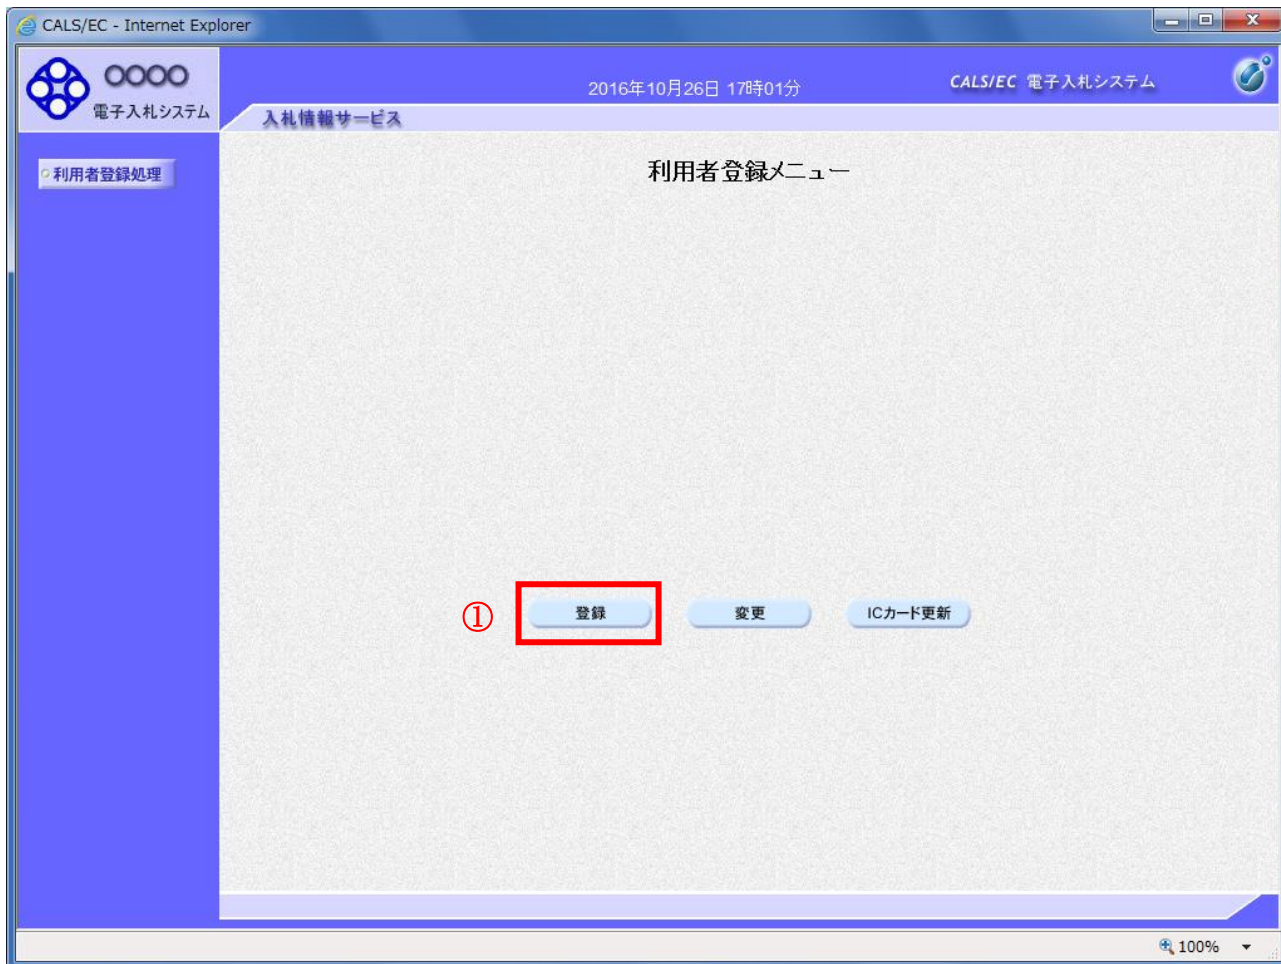 CALS/EC - Internet Explorer
○○○○
電子入札システム
2016年10月26日 17時01分
CALS/EC 電子入札システム
入札情報サービス
利用者登録処理
利用者登録メニュー
① 登録 変更 ICカード更新
100%